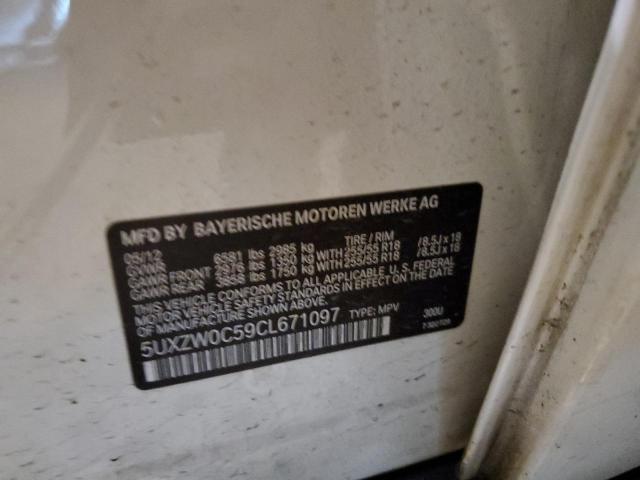 MFD BY BAYERISCHE MOTOREN WERKE AG
05/12 TIRE / RIM
GVWR 6581 lbs 2985 kg
GAWR FRONT 2976 lbs 1350 kg WITH 255/55 R18 / 8.5J x 18
GAWR REAR 3858 lbs 1750 kg WITH 255/55 R18 / 8.5J x 18
THIS VEHICLE CONFORMS TO ALL APPLICABLE U.S. FEDERAL
MOTOR VEHICLE SAFETY STANDARDS IN EFFECT ON THE DATE
OF MANUFACTURE SHOWN ABOVE.
5UXZW0C59CL671097 TYPE: MPV 300U